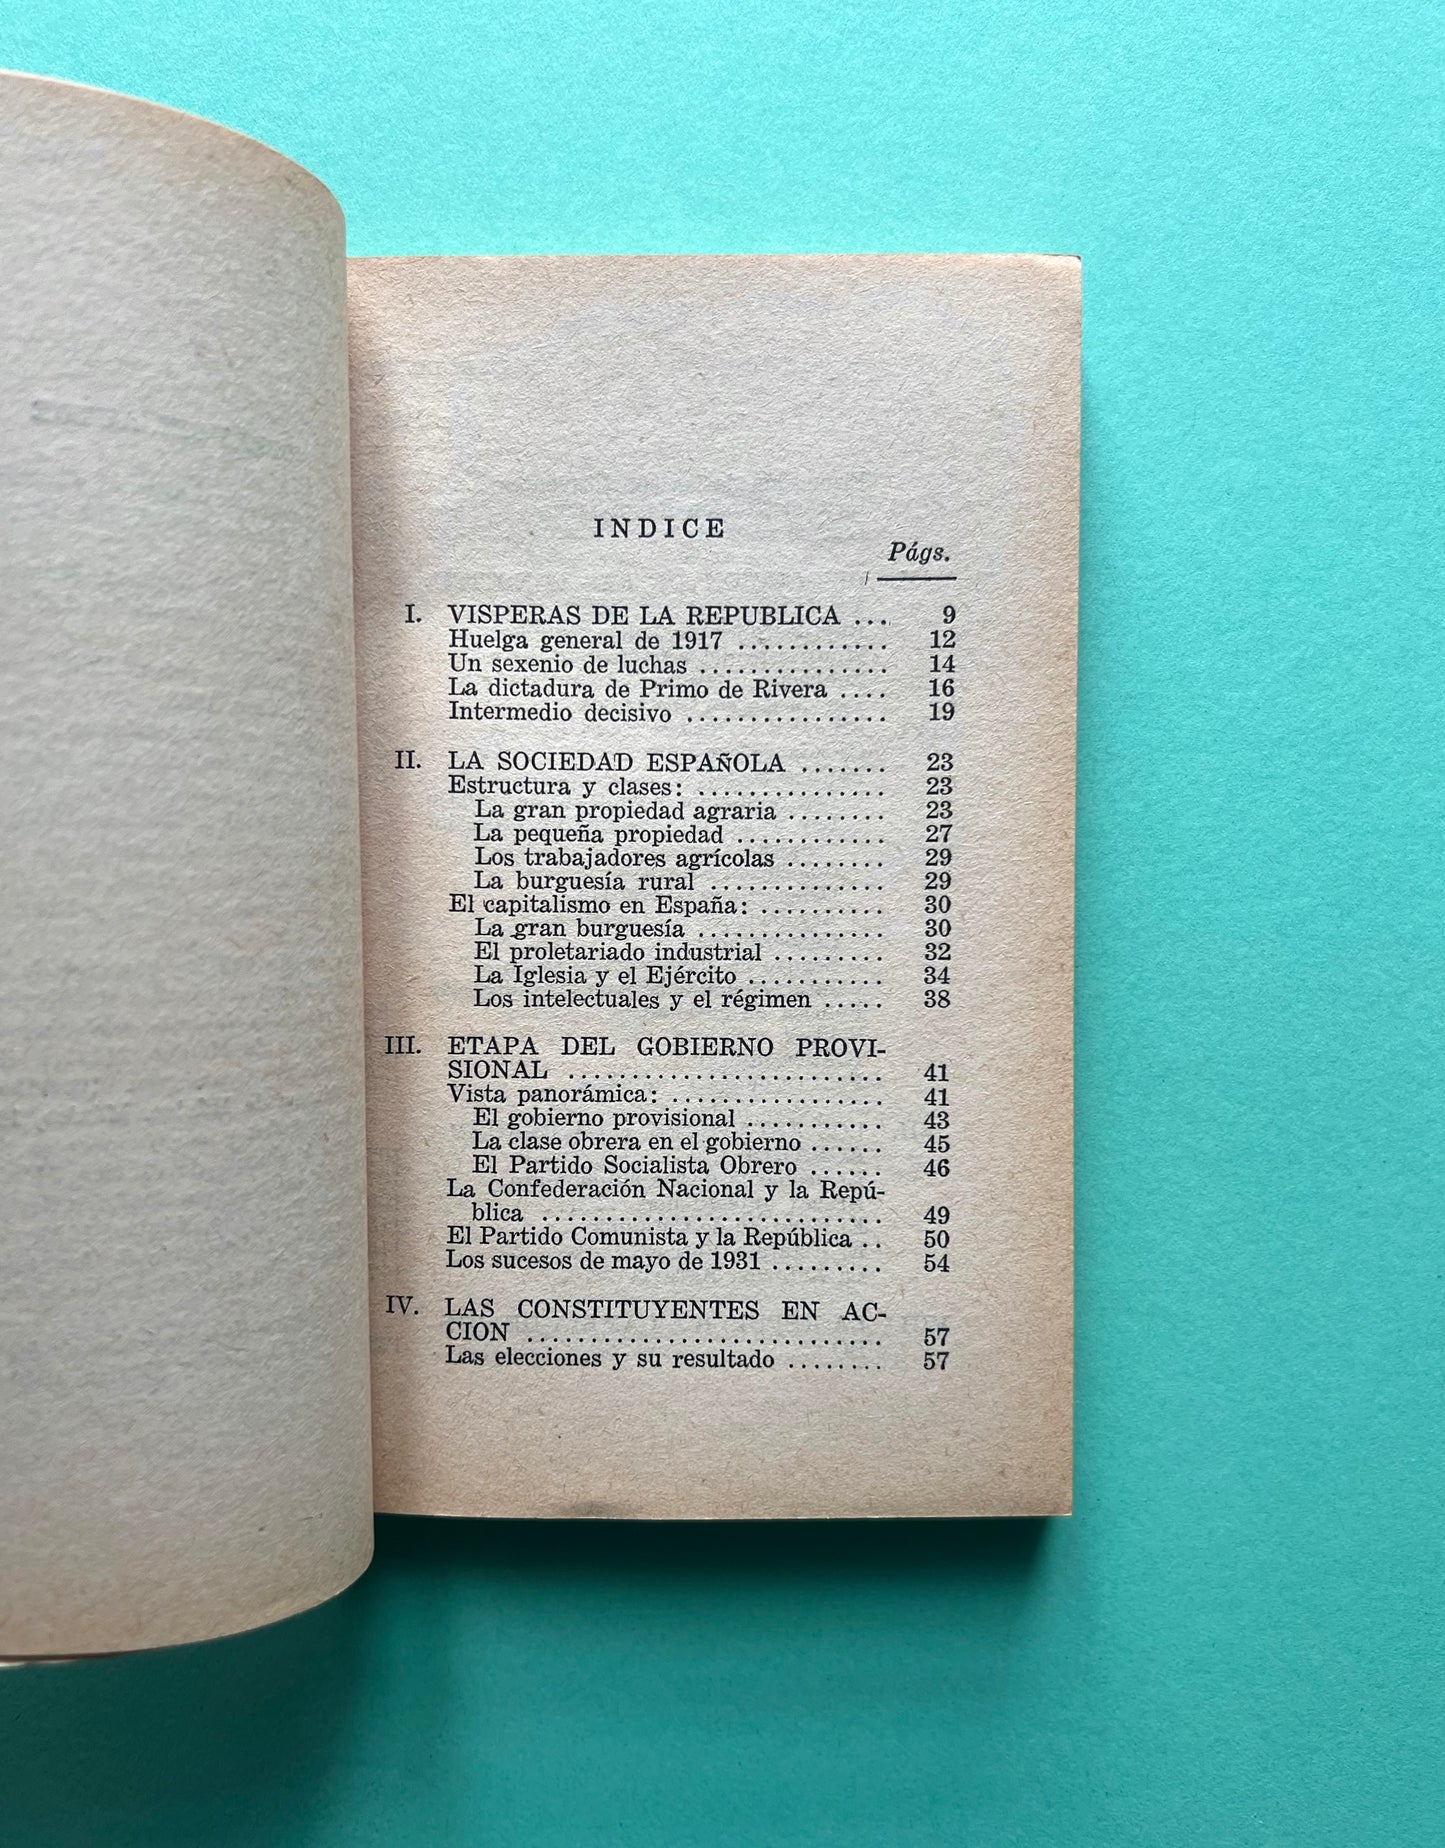 INDICE
Págs.
I. VISPERAS DE LA REPUBLICA ... 9
Huelga general de 1917 ............ 12
Un sexenio de luchas ............... 14
La dictadura de Primo de Rivera .... 16
Intermedio decisivo ................ 19
II. LA SOCIEDAD ESPAÑOLA ....... 23
Estructura y clases: ............... 23
La gran propiedad agraria ........ 23
La pequeña propiedad ............ 27
Los trabajadores agrícolas ........ 29
La burguesía rural .............. 29
El capitalismo en España: .......... 30
La gran burguesía ............... 30
El proletariado industrial ......... 32
La Iglesia y el Ejército ........... 34
Los intelectuales y el régimen ..... 38
III. ETAPA DEL GOBIERNO PROVI-
SIONAL ......................... 41
Vista panorámica: ................. 41
El gobierno provisional ........... 43
La clase obrera en el gobierno ...... 45
El Partido Socialista Obrero ...... 46
La Confederación Nacional y la Repú-
blica ........................... 49
El Partido Comunista y la República .. 50
Los sucesos de mayo de 1931 ......... 54
IV. LAS CONSTITUYENTES EN AC-
CION ............................ 57
Las elecciones y su resultado ........ 57